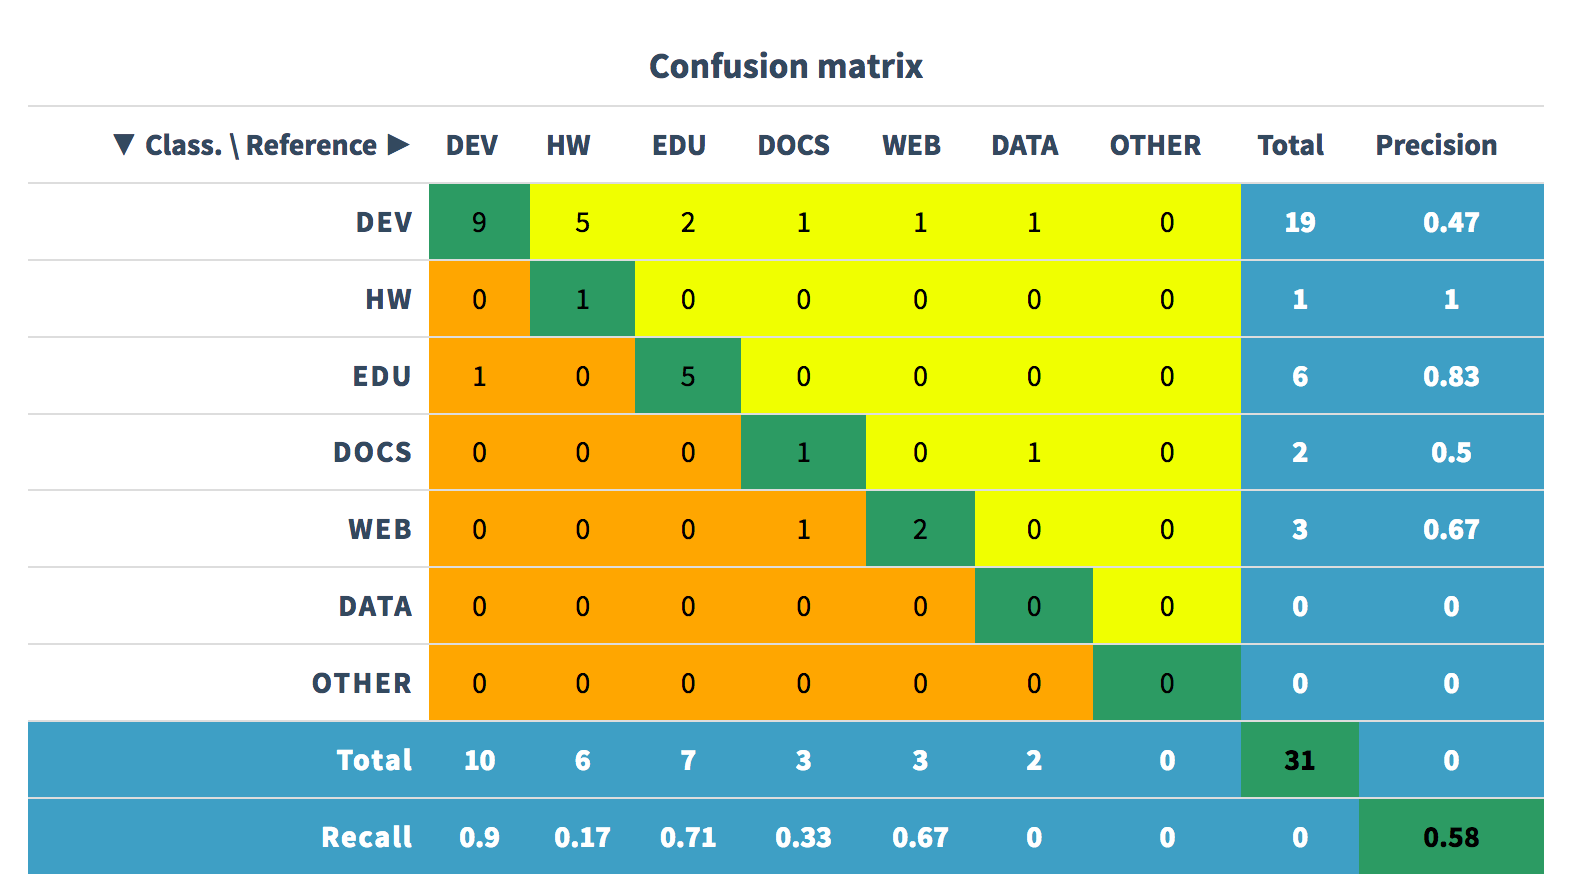 Confusion matrix
▼ Class. \ Reference ► DEV HW EDU DOCS WEB DATA OTHER Total Precision
DEV 9 5 2 1 1 1 0 19 0.47
HW 0 1 0 0 0 0 0 1 1
EDU 1 0 5 0 0 0 0 6 0.83
DOCS 0 0 0 1 0 1 0 2 0.5
WEB 0 0 0 1 2 0 0 3 0.67
DATA 0 0 0 0 0 0 0 0 0
OTHER 0 0 0 0 0 0 0 0 0
Total 10 6 7 3 3 2 0 31 0
Recall 0.9 0.17 0.71 0.33 0.67 0 0 0 0.58